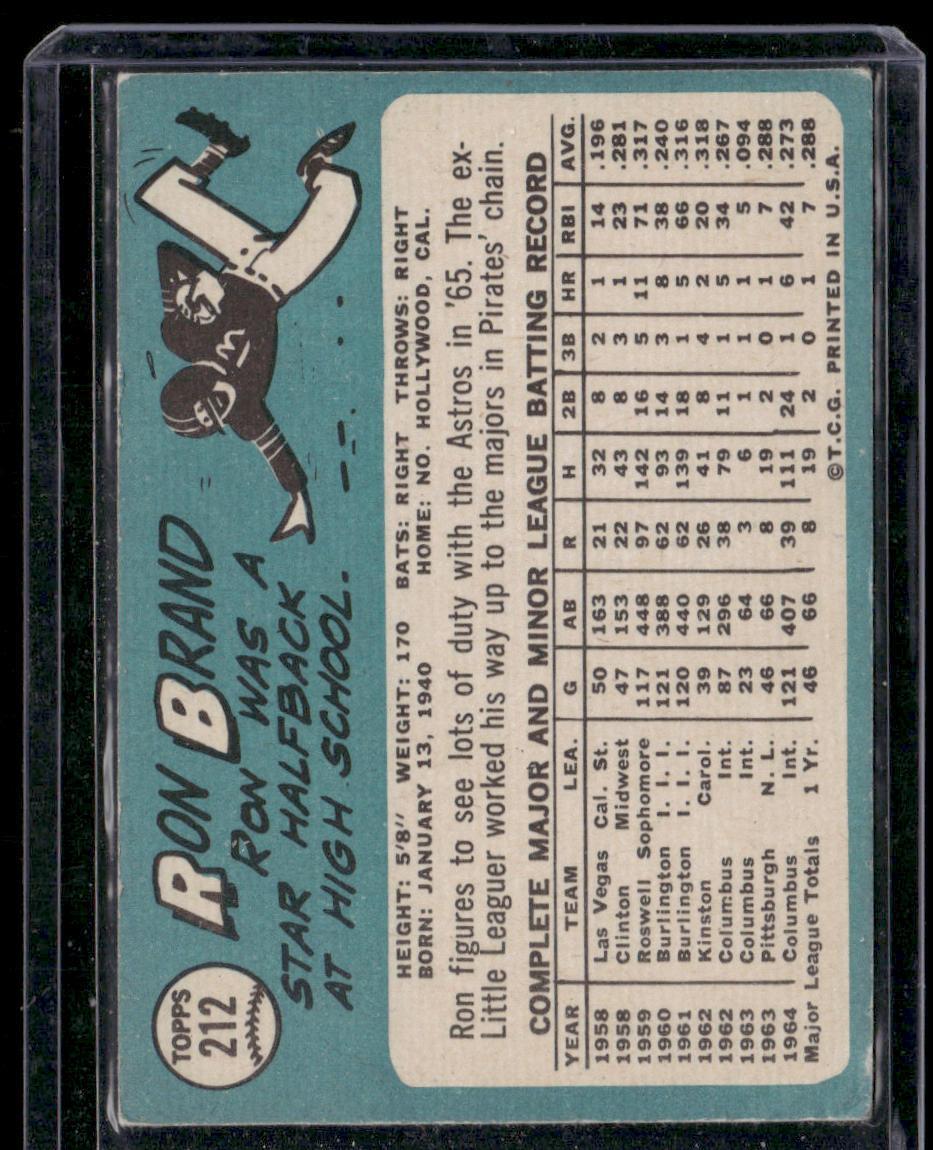 TOPPS
212
RON BRAND
RON WAS A
STAR HALFBACK
AT HIGH SCHOOL.
HEIGHT: 5'8" WEIGHT: 170 BATS: RIGHT THROWS: RIGHT
BORN: JANUARY 13, 1940 HOME: NO. HOLLYWOOD, CAL.
Ron figures to see lots of duty with the Astros in '65. The ex-
Little Leaguer worked his way up to the majors in Pirates' chain.
COMPLETE MAJOR AND MINOR LEAGUE BATTING RECORD
YEAR TEAM LEA. G AB R H 2B 3B HR RBI AVG.
1958 Las Vegas Cal. St. 50 163 21 32 8 2 1 14 .196
1958 Clinton Midwest 47 153 22 43 8 3 1 23 .281
1959 Roswell Sophomore 117 448 97 142 16 5 11 71 .317
1960 Burlington I. I. I. 121 388 62 93 14 3 8 38 .240
1961 Burlington I. I. I. 120 440 62 139 18 1 5 66 .316
1962 Kinston Carol. 39 129 26 41 8 4 2 20 .318
1962 Columbus Int. 87 296 38 79 11 1 5 34 .267
1963 Columbus Int. 23 64 3 6 1 1 1 5 .094
1963 Pittsburgh N. L. 46 66 8 19 2 0 1 7 .288
1964 Columbus Int. 121 407 39 111 24 1 6 42 .273
Major League Totals 1 Yr. 46 66 8 19 2 0 1 7 .288
©T.C.G. PRINTED IN U.S.A.